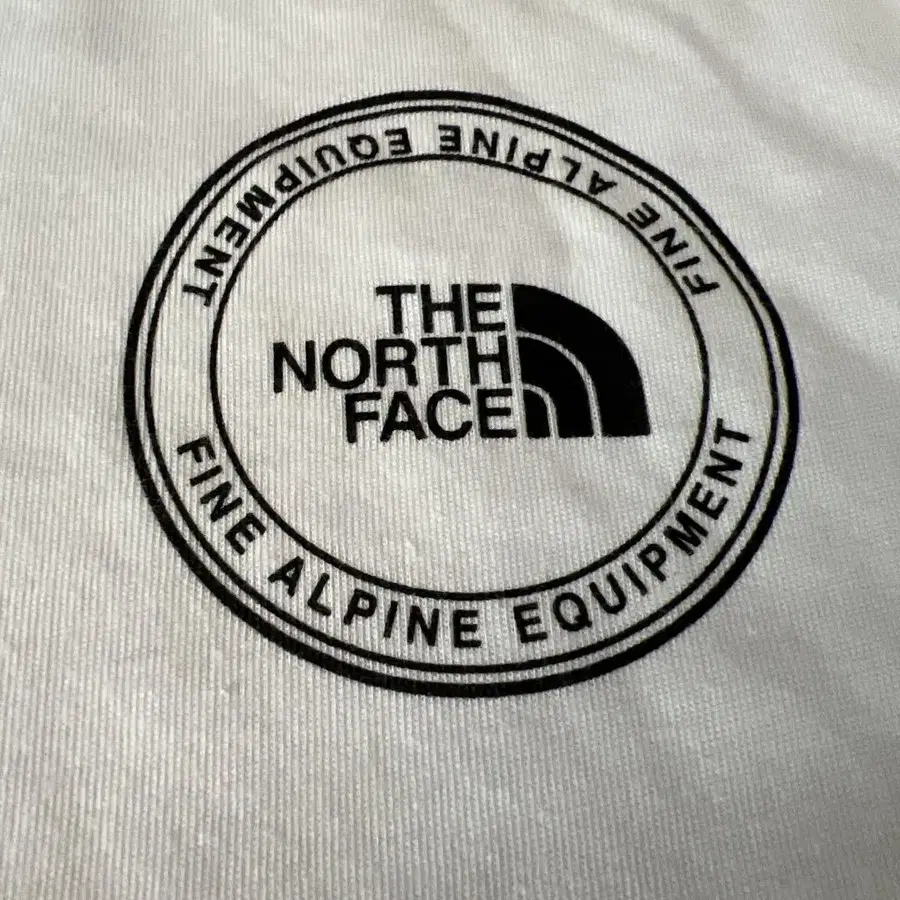 FINE ALPINE EQUIPMENT
THE
NORTH
FACE
FINE ALPINE EQUIPMENT